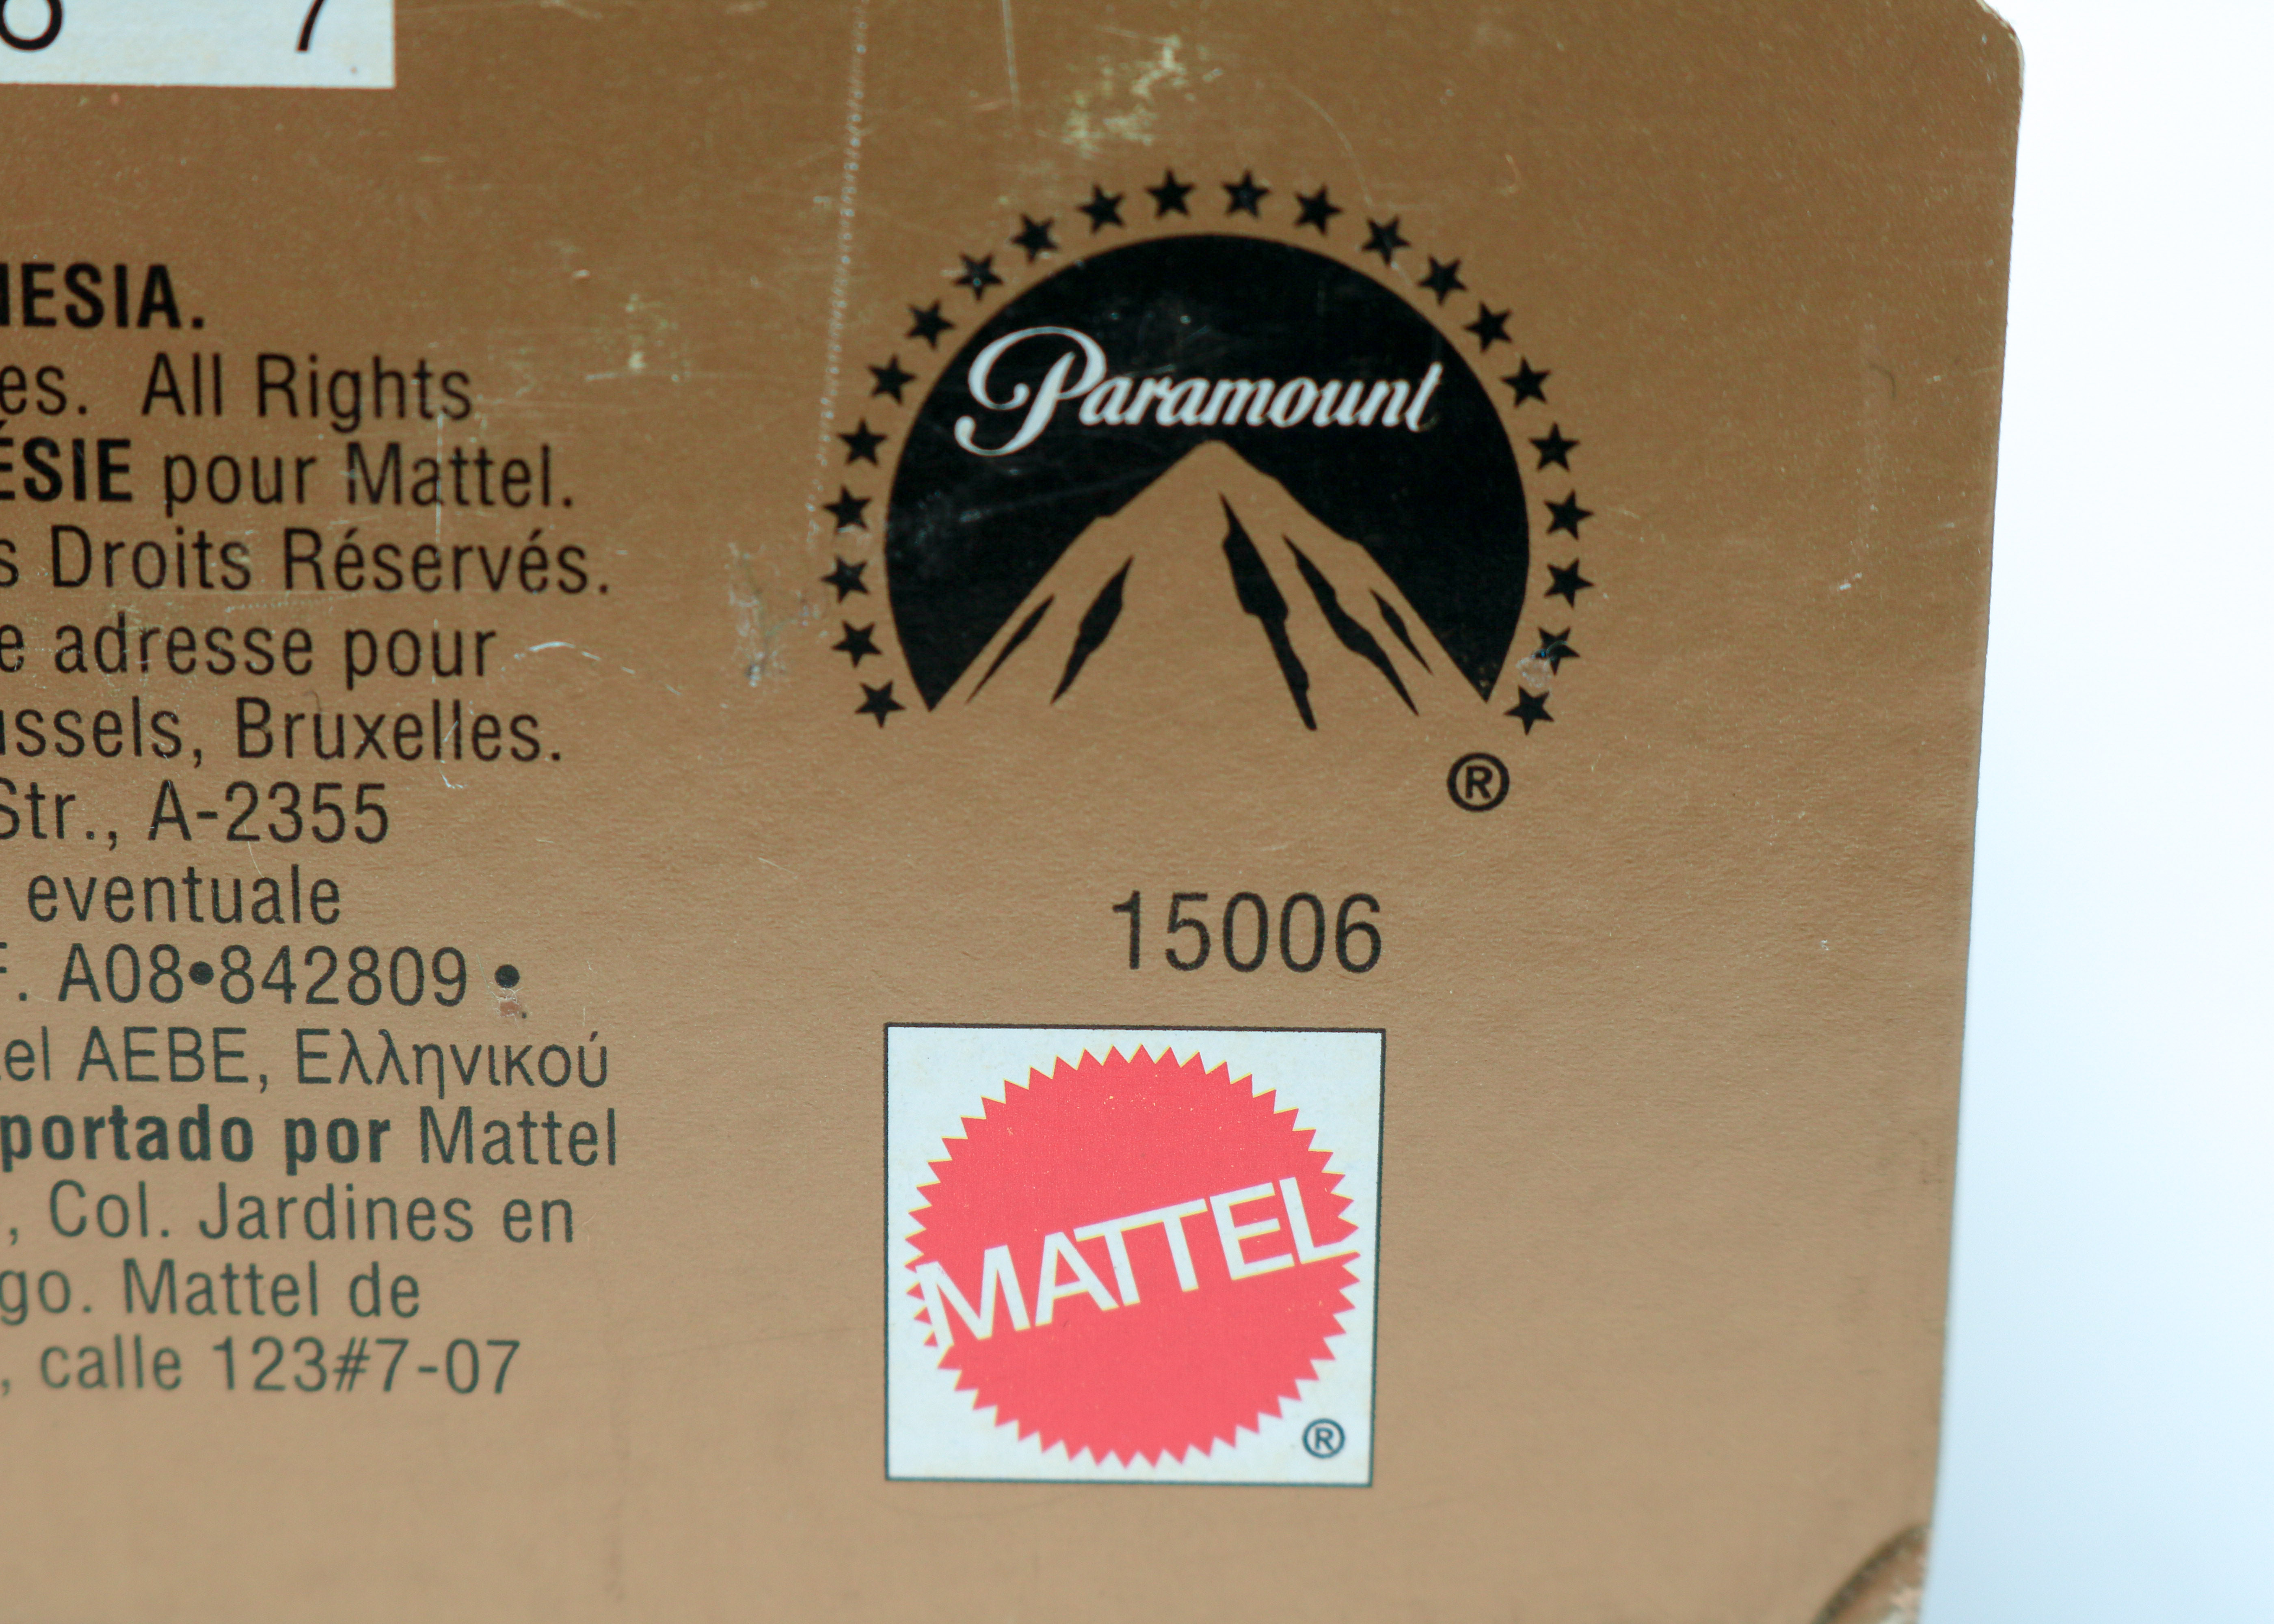 7
NESIA.
es. All Rights
ÉSIE pour Mattel.
s Droits Réservés.
e adresse pour
ussels, Bruxelles.
Str., A-2355
eventuale
F. A08•842809 •
el AEBE, Ελληνικού
portado por Mattel
, Col. Jardines en
go. Mattel de
, calle 123#7-07
Paramount
®
15006
MATTEL
®